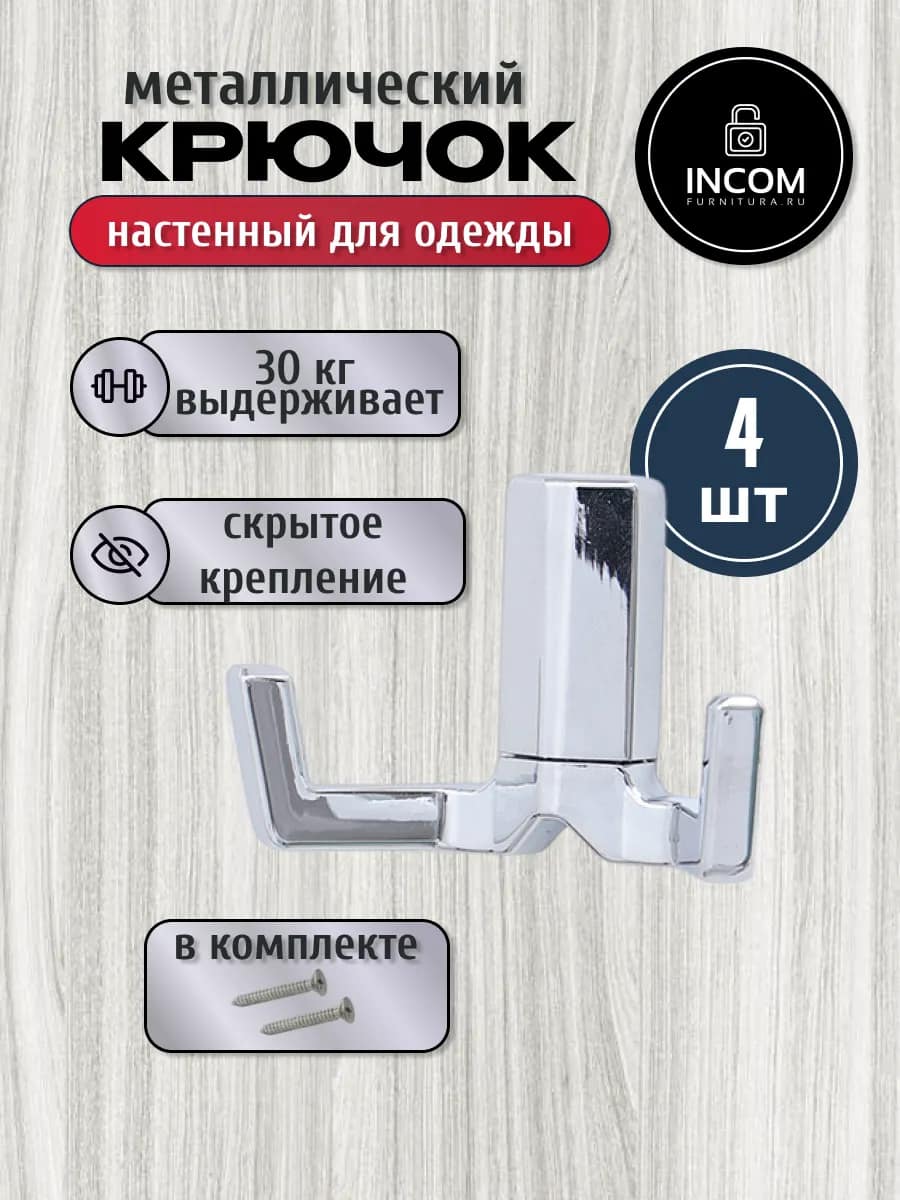 металлический
КРЮЧОК
настенный для одежды
INCOM
FURNITURA.RU
30 кг
выдерживает
4
шт
скрытое
крепление
в комплекте